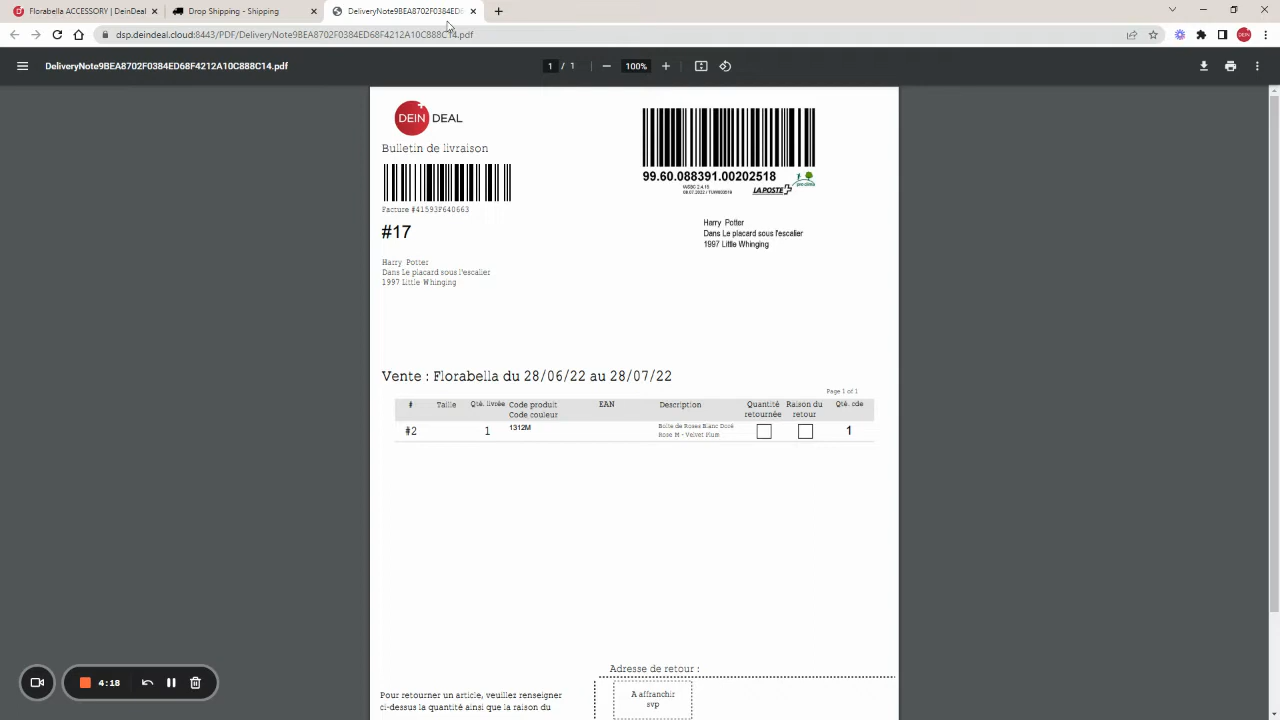 Florabella ACCESSORY | DeinDeal
Drop Shipping - Shipping
DeliveryNote9BEA8702F0384ED6
dsp.deindeal.cloud:8443/PDF/DeliveryNote9BEA8702F0384ED68F4212A10C888C14.pdf
DeliveryNote9BEA8702F0384ED68F4212A10C888C14.pdf
1 / 1
100%
DEIN DEAL
Bulletin de livraison
Facture #41593F640663
#17
Harry Potter
Dans Le placard sous l'escalier
1997 Little Whinging
99.60.088391.00202518
LA POSTE
pro clima
Harry Potter
Dans Le placard sous l'escalier
1997 Little Whinging
Vente : Florabella du 28/06/22 au 28/07/22
Page 1 of 1
# Taille Qté. livrée Code produit EAN Description Quantité Raison du Qté. cde
Code couleur retournée retour
#2 1 1312M Boîte de Roses Blanc Doré 1
Rose M - Velvet Plum
Adresse de retour :
A affranchir
svp
Pour retourner un article, veuillez renseigner
ci-dessus la quantité ainsi que la raison du
4:18